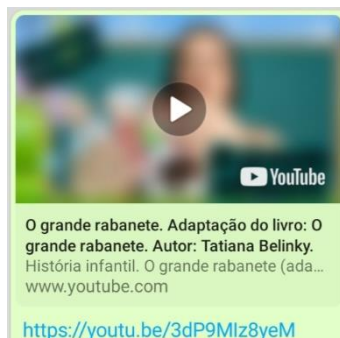 YouTube
O grande rabanete. Adaptação do livro: O
grande rabanete. Autor: Tatiana Belinky.
História infantil. O grande rabanete (ada...
www.youtube.com
https://youtu.be/3dP9MIz8yeM